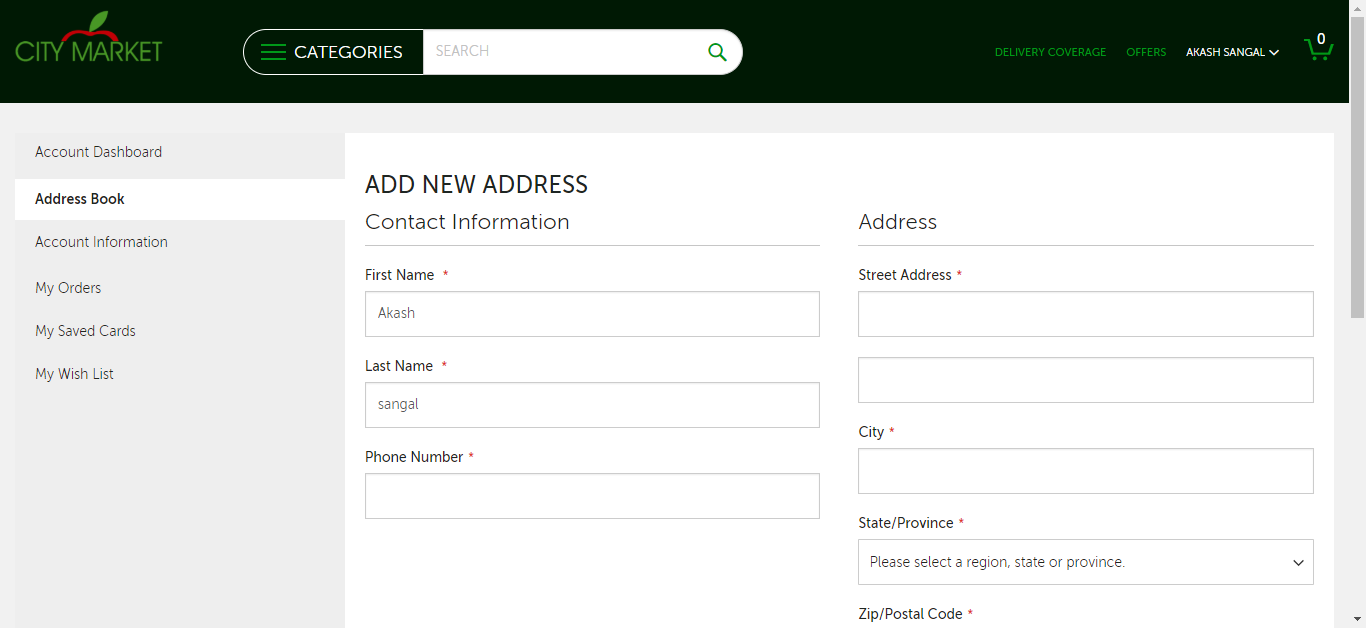 CITY MARKET
CATEGORIES
SEARCH
DELIVERY COVERAGE
OFFERS
AKASH SANGAL
0
Account Dashboard
Address Book
Account Information
My Orders
My Saved Cards
My Wish List
ADD NEW ADDRESS
Contact Information
First Name *
Akash
Last Name *
sangal
Phone Number *
Address
Street Address *
City *
State/Province *
Please select a region, state or province.
Zip/Postal Code *